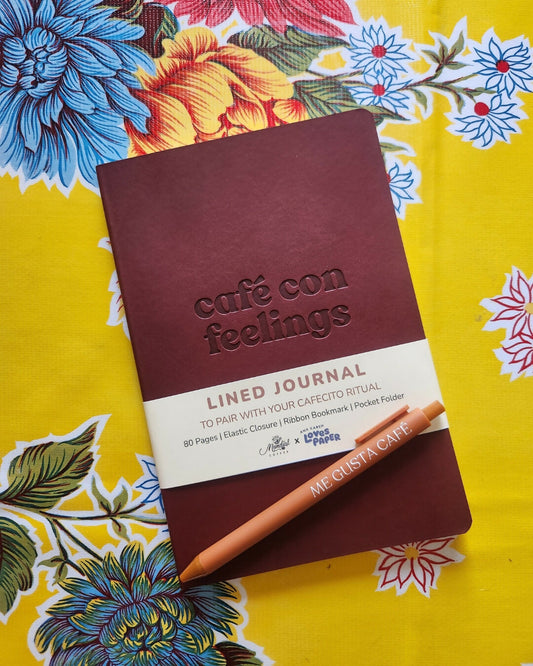 café con
feelings
LINED JOURNAL
TO PAIR WITH YOUR CAFECITO RITUAL
80 Pages | Elastic Closure | Ribbon Bookmark | Pocket Folder
COFFEE
x
LOVES
PAPER
ME GUSTA CAFÉ